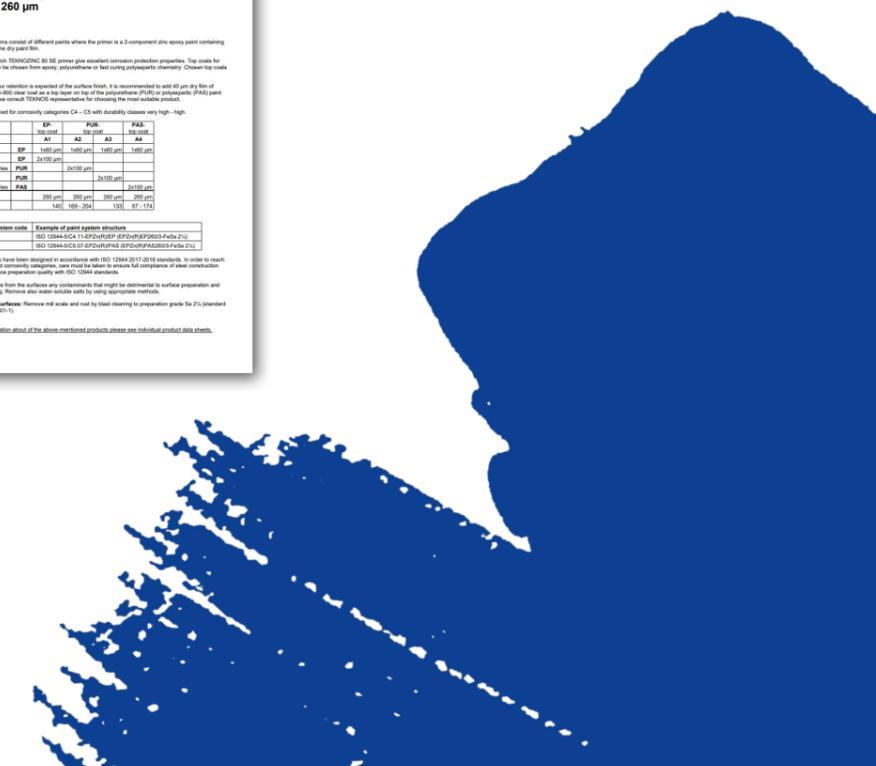 260 µm
ms consist of different paints where the primer is a 2-component zinc epoxy paint containing
he dry paint film.
ich TEKNOZINC 80 SE primer give excellent corrosion protection properties. Top coats for
be chosen from epoxy, polyurethane or fast curing polyaspartic chemistry. Chosen top coats
ur retention is expected of the surface finish, it is recommended to add 40 µm dry film of
-900 clear coat as a top layer on top of the polyurethane (PUR) or polyaspartic (PAS) paint
se consult TEKNOS representative for choosing the most suitable product.
ned for corrosivity categories C4 – C5 with durability classes very high - high.
EP- PUR- PAS-
top coat top coat top coat
A1 A2 A3 A4
EP 1x60 µm 1x60 µm 1x60 µm 1x60 µm
EP 2x100 µm
ries PUR 2x100 µm
PUR 2x100 µm
ries PAS 2x100 µm
260 µm 260 µm 260 µm 260 µm
140 169 - 204 133 67 - 174
stem code Example of paint system structure
ISO 12944-5/C4.11-EPZn(R)/EP (EPZn(R)EP260/3-FeSa 2½)
ISO 12944-5/C5.07-EPZn(R)/PAS (EPZn(R)PAS260/3-FeSa 2½)
have been designed in accordance with ISO 12944:2017-2018 standards. In order to reach
d corrosivity categories, care must be taken to ensure full compliance of steel construction
ce preparation quality with ISO 12944 standards.
e from the surfaces any contaminants that might be detrimental to surface preparation and
g. Remove also water-soluble salts by using appropriate methods.
urfaces: Remove mill scale and rust by blast cleaning to preparation grade Sa 2½ (standard
01-1).
ation about of the above-mentioned products please see individual product data sheets.